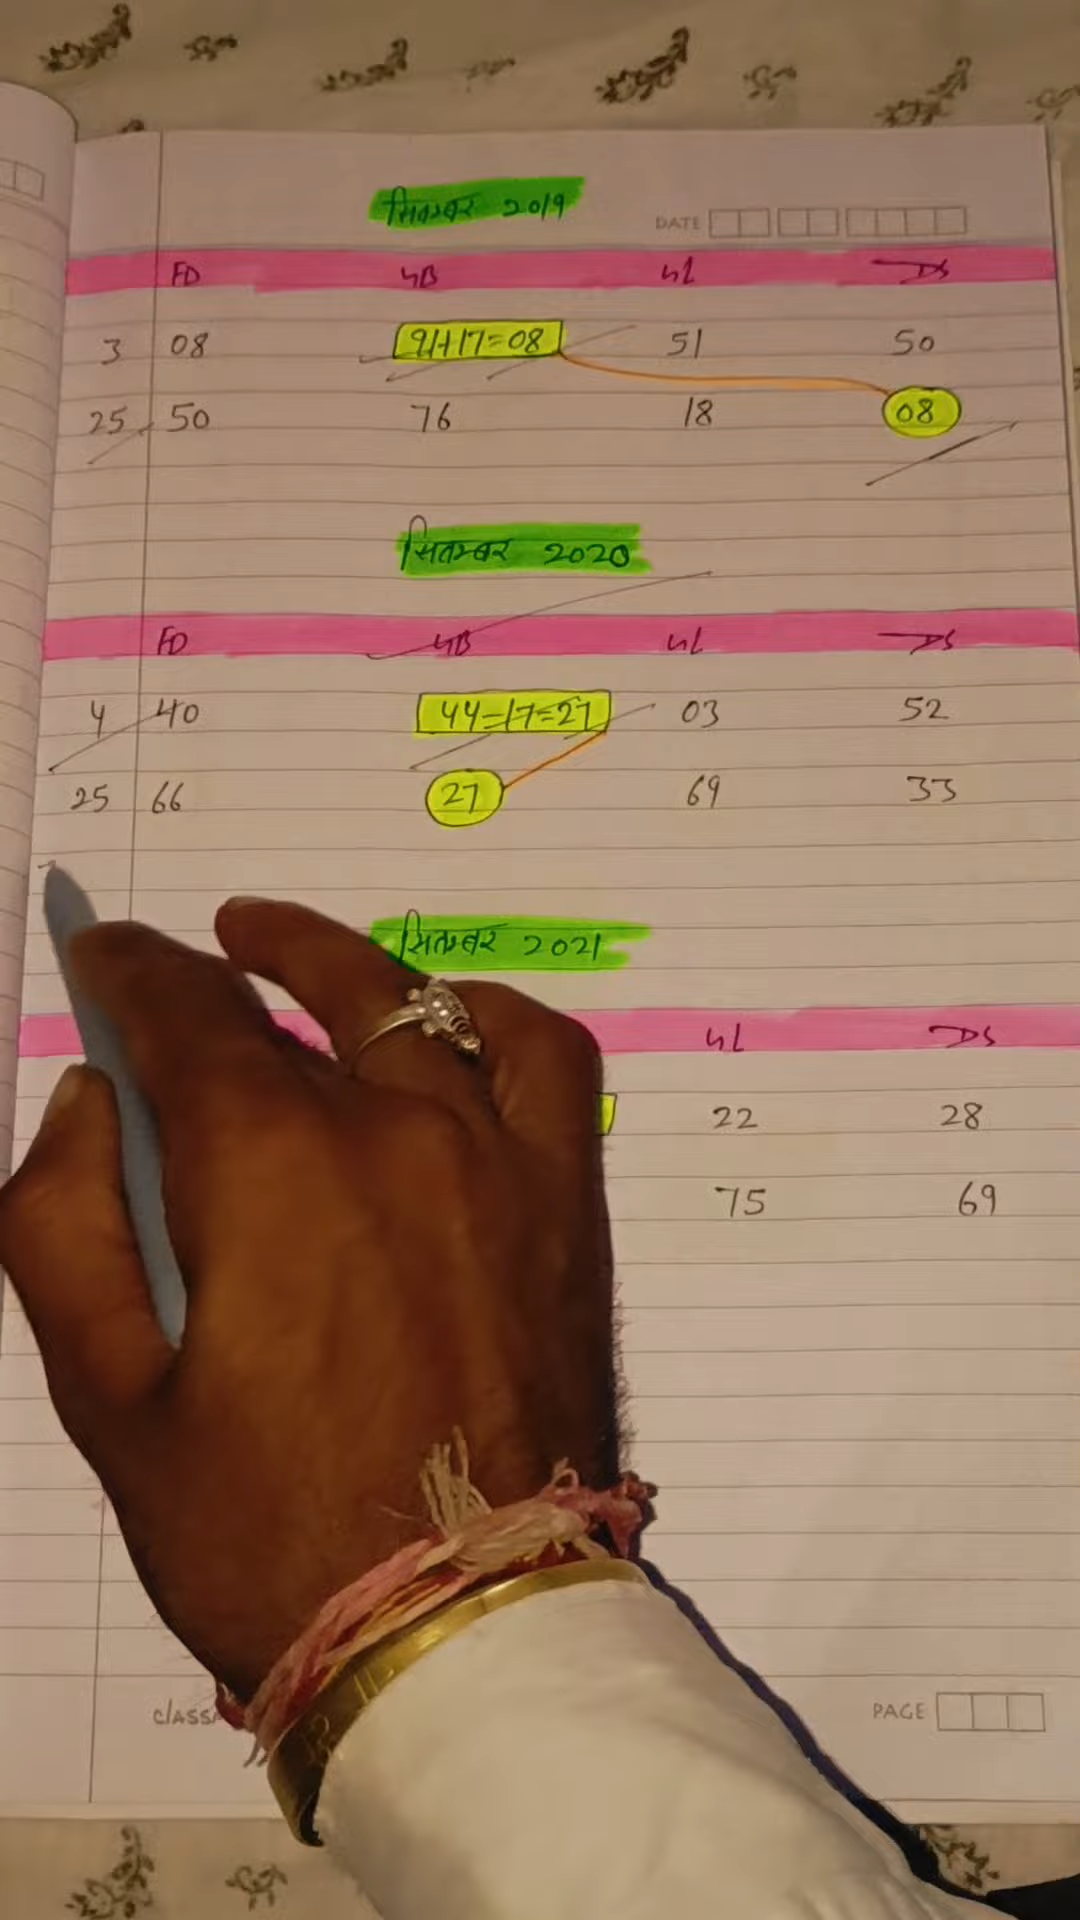 सितम्बर 2019
DATE
FD GB GL DS
3 08 91+17=08 51 50
25 50 76 18 08
सितम्बर 2020
FD GB GL DS
4 40 44-17=27 03 52
25 66 27 69 33
सितम्बर 2021
GL DS
22 28
75 69
PAGE